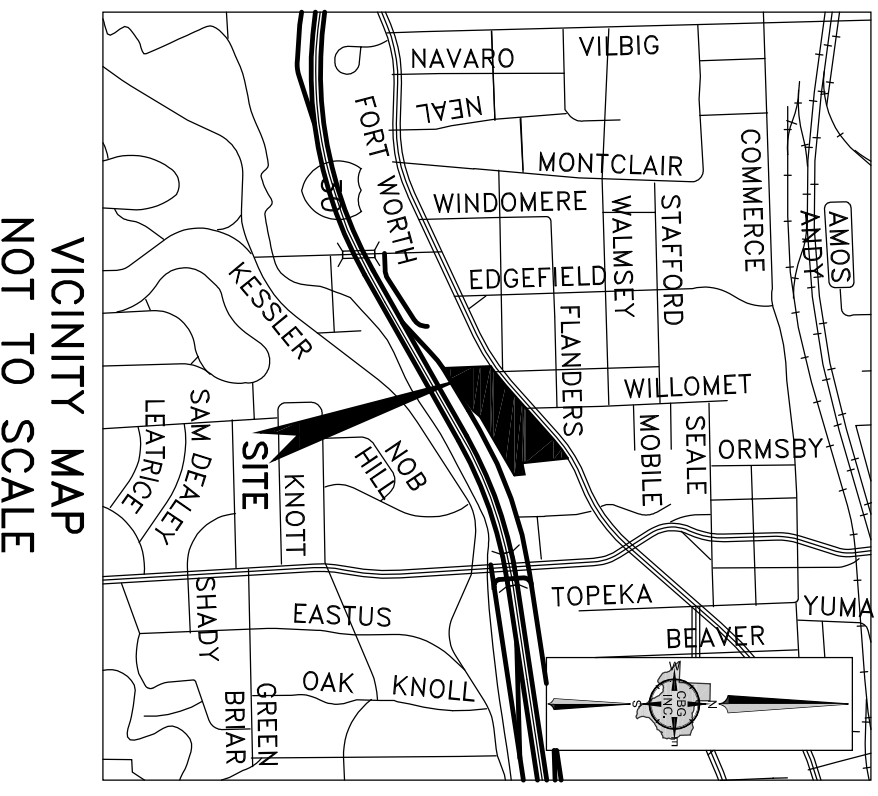 NAVARO
VILBIG
NEAL
FORT WORTH
MONTCLAIR
COMMERCE
30
WINDOMERE
WALMSEY
STAFFORD
AMOS
ANDY
KESSLER
EDGEFIELD
FLANDERS
WILLOMET
LEATRICE
SAM DEALEY
SITE
KNOTT
NOB
HILL
MOBILE
SEALE
ORMSBY
SHADY
EASTUS
TOPEKA
YUMA
BEAVER
OAK KNOLL
GREEN
BRIAR
CBG
INC.
W
N
S
E
VICINITY MAP
NOT TO SCALE